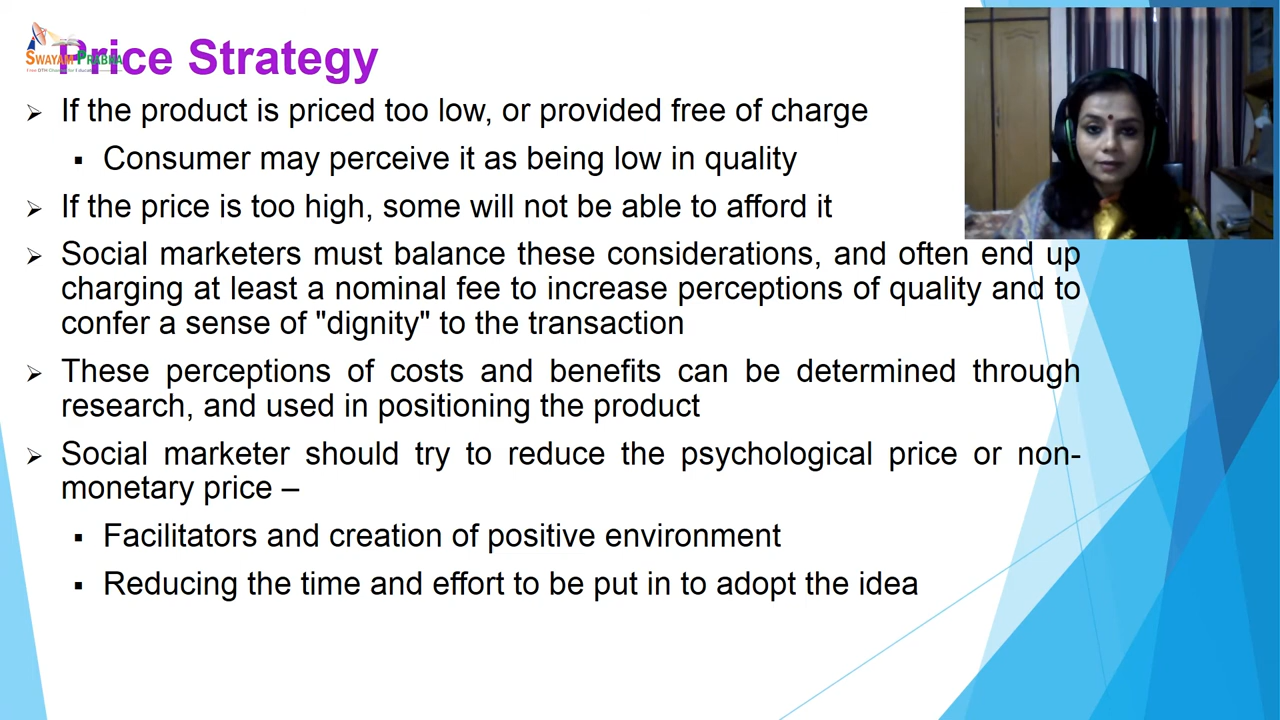 Price Strategy
SWAYAM PRABHA
If the product is priced too low, or provided free of charge
Consumer may perceive it as being low in quality
If the price is too high, some will not be able to afford it
Social marketers must balance these considerations, and often end up
charging at least a nominal fee to increase perceptions of quality and to
confer a sense of "dignity" to the transaction
These perceptions of costs and benefits can be determined through
research, and used in positioning the product
Social marketer should try to reduce the psychological price or non-
monetary price –
Facilitators and creation of positive environment
Reducing the time and effort to be put in to adopt the idea